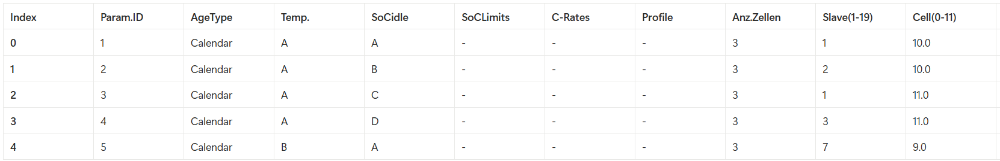 Index Param.ID AgeType Temp. SoCidle SoCLimits C-Rates Profile Anz.Zellen Slave(1-19) Cell(0-11)
0 1 Calendar A A - - - 3 1 10.0
1 2 Calendar A B - - - 3 2 10.0
2 3 Calendar A C - - - 3 1 11.0
3 4 Calendar A D - - - 3 3 11.0
4 5 Calendar B A - - - 3 7 9.0